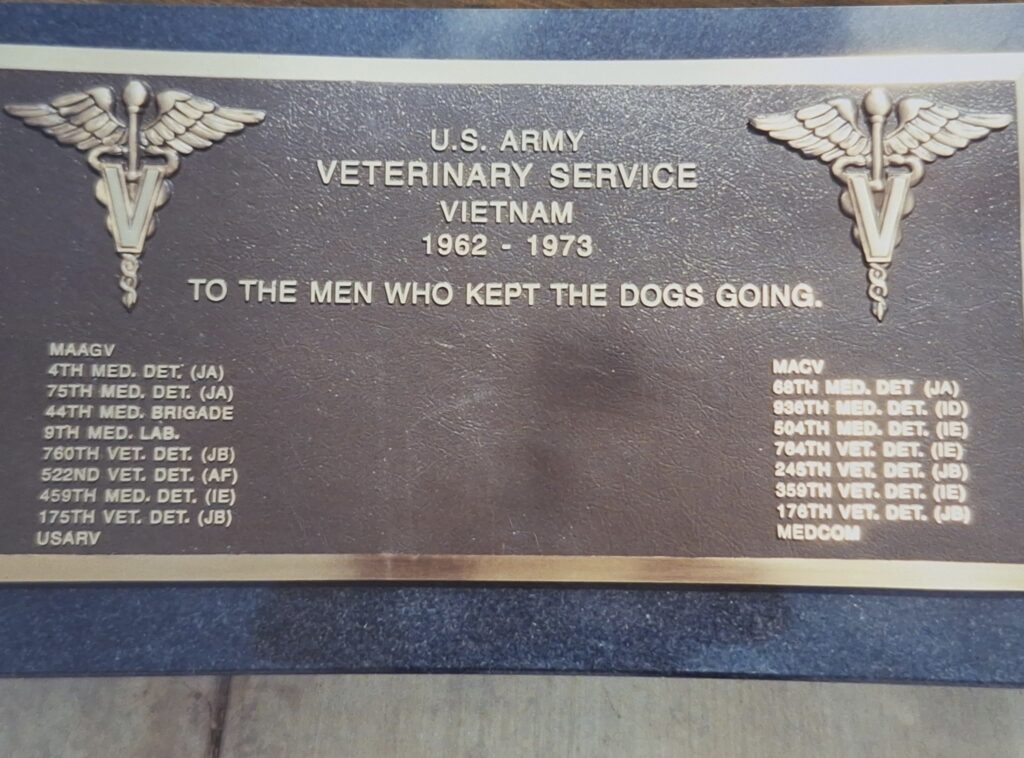 V
V
U.S. ARMY
VETERINARY SERVICE
VIETNAM
1962 - 1973
TO THE MEN WHO KEPT THE DOGS GOING.
MAAGV
4TH MED. DET. (JA)
75TH MED. DET. (JA)
44TH MED. BRIGADE
9TH MED. LAB.
760TH VET. DET. (JB)
522ND VET. DET. (AF)
459TH MED. DET. (IE)
175TH VET. DET. (JB)
USARV
MACV
68TH MED. DET (JA)
936TH MED. DET. (ID)
504TH MED. DET. (IE)
764TH VET. DET. (IE)
VET. DET. (JB)
359TH VET. DET. (IE)
176TH VET. DET. (JB)
MEDCOM